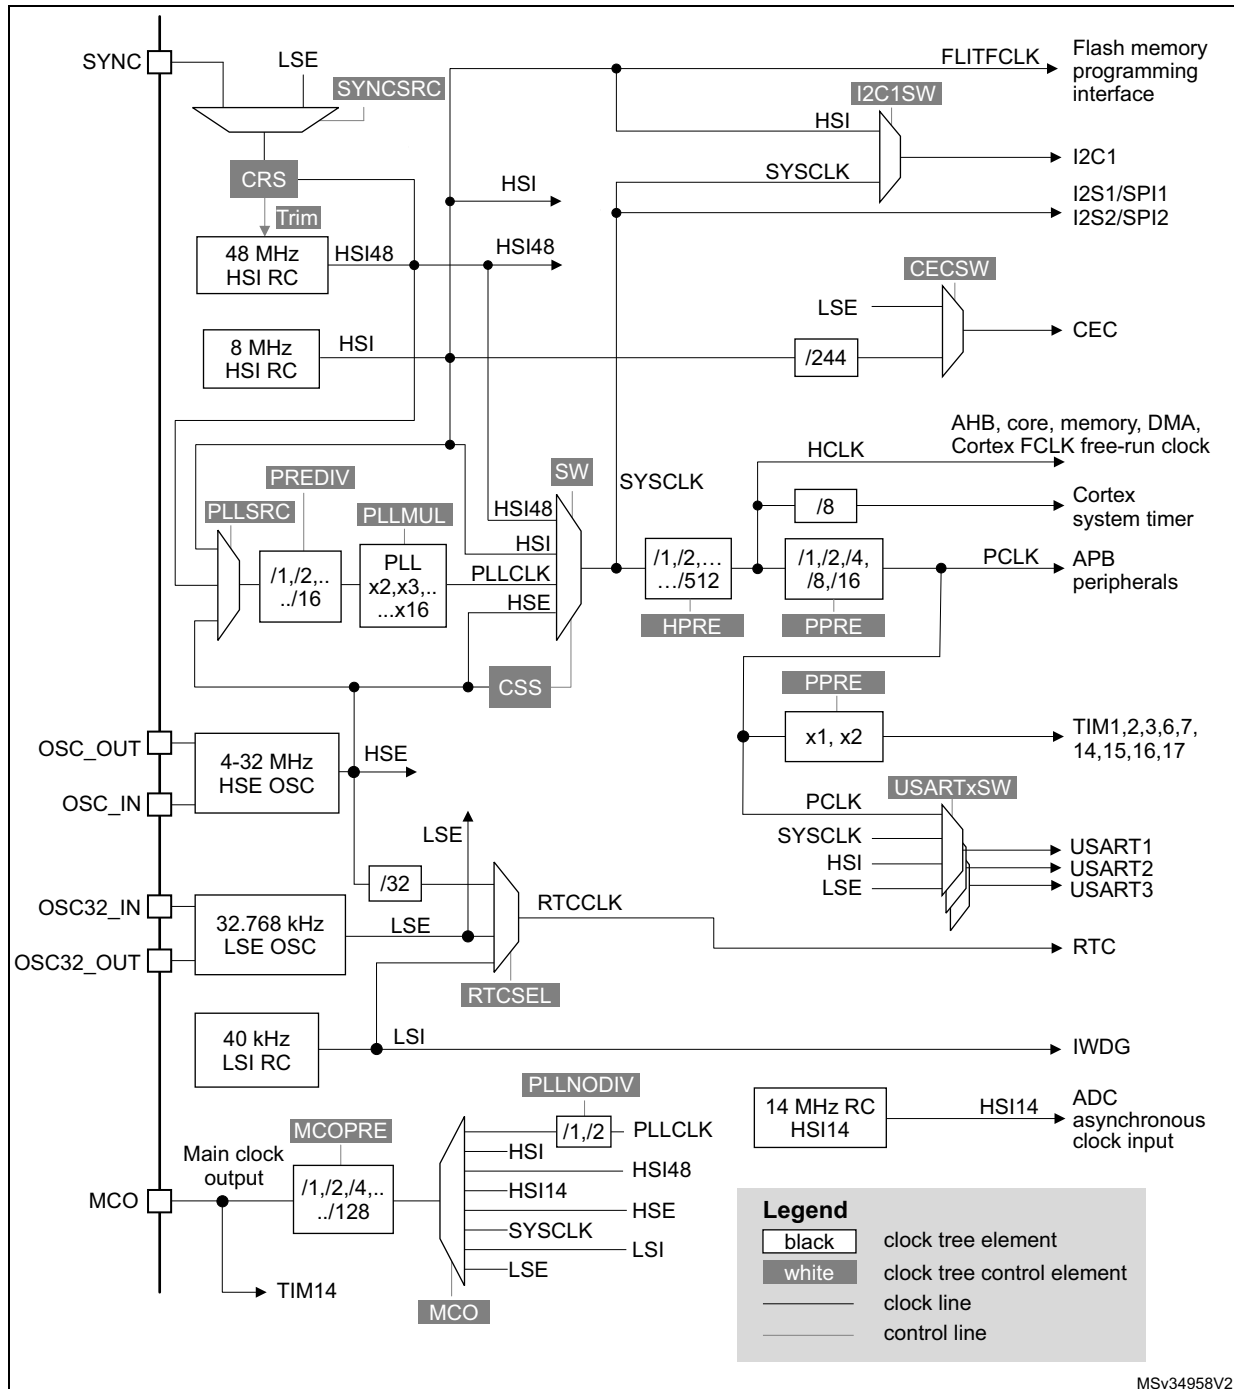 SYNC
LSE
SYNCSRC
CRS
Trim
48 MHz
HSI RC
HSI48
HSI
HSI48
8 MHz
HSI RC
HSI
FLITFCLK
Flash memory
programming
interface
I2C1SW
HSI
SYSCLK
I2C1
I2S1/SPI1
I2S2/SPI2
CECSW
LSE
/244
CEC
AHB, core, memory, DMA,
Cortex FCLK free-run clock
HCLK
/8
Cortex
system timer
PLLSRC
PREDIV
/1,/2,..
../16
PLLMUL
PLL
x2,x3,..
...x16
SW
HSI48
HSI
PLLCLK
HSE
CSS
SYSCLK
/1,/2,...
.../512
HPRE
/1,/2,/4,
/8,/16
PPRE
PCLK
APB
peripherals
PPRE
x1, x2
TIM1,2,3,6,7,
14,15,16,17
OSC_OUT
OSC_IN
4-32 MHz
HSE OSC
HSE
USARTxSW
PCLK
SYSCLK
HSI
LSE
USART1
USART2
USART3
LSE
/32
OSC32_IN
OSC32_OUT
32.768 kHz
LSE OSC
LSE
RTCCLK
RTC
RTCSEL
40 kHz
LSI RC
LSI
IWDG
14 MHz RC
HSI14
HSI14
ADC
asynchronous
clock input
PLLNODIV
/1,/2
PLLCLK
HSI
HSI48
HSI14
HSE
SYSCLK
LSI
LSE
MCO
MCOPRE
/1,/2,/4,..
../128
Main clock
output
MCO
TIM14
Legend
black
clock tree element
white
clock tree control element
clock line
control line
MSv34958V2